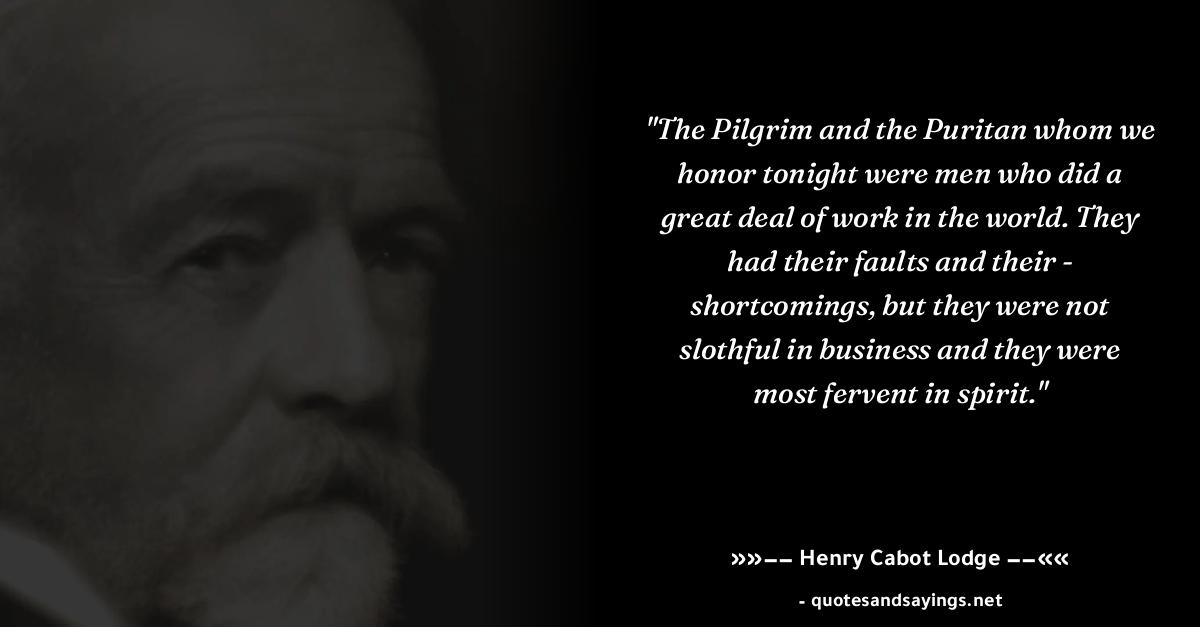 "The Pilgrim and the Puritan whom we
honor tonight were men who did a
great deal of work in the world. They
had their faults and their -
shortcomings, but they were not
slothful in business and they were
most fervent in spirit."
»»−− Henry Cabot Lodge −−««
- quotesandsayings.net